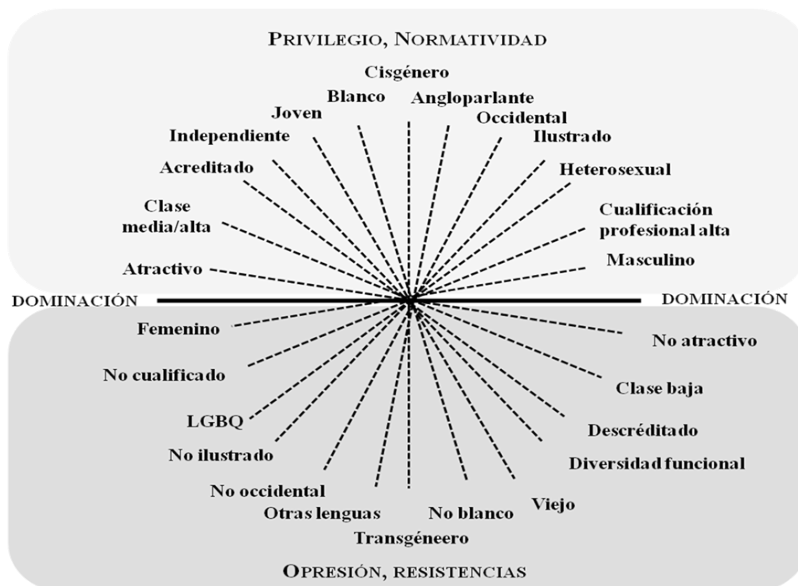 PRIVILEGIO, NORMATIVIDAD
Cisgénero
Blanco
Angloparlante
Joven
Occidental
Independiente
Ilustrado
Acreditado
Heterosexual
Clase
media/alta
Cualificación
profesional alta
Atractivo
Masculino
DOMINACIÓN
DOMINACIÓN
Femenino
No atractivo
No cualificado
Clase baja
LGBQ
Descréditado
No ilustrado
Diversidad funcional
No occidental
Viejo
Otras lenguas
No blanco
Transgéneero
OPRESIÓN, RESISTENCIAS